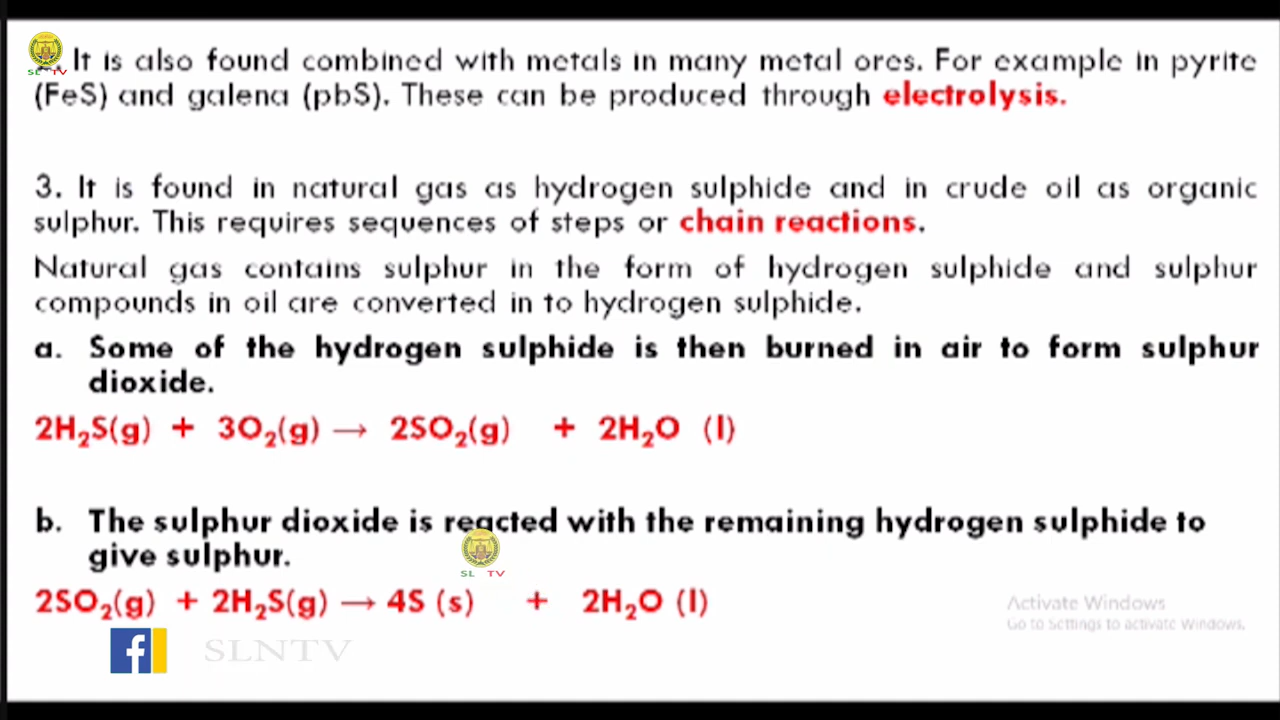 It is also found combined with metals in many metal ores. For example in pyrite
SL TV
(FeS) and galena (pbS). These can be produced through electrolysis.
3. It is found in natural gas as hydrogen sulphide and in crude oil as organic
sulphur. This requires sequences of steps or chain reactions.
Natural gas contains sulphur in the form of hydrogen sulphide and sulphur
compounds in oil are converted in to hydrogen sulphide.
a. Some of the hydrogen sulphide is then burned in air to form sulphur
dioxide.
2H₂S(g) + 3O₂(g) → 2SO₂(g) + 2H₂O (l)
b. The sulphur dioxide is reacted with the remaining hydrogen sulphide to
give sulphur.
SL TV
2SO₂(g) + 2H₂S(g) → 4S (s) + 2H₂O (l)
Activate Windows
Go to Settings to activate Windows.
f SLNTV